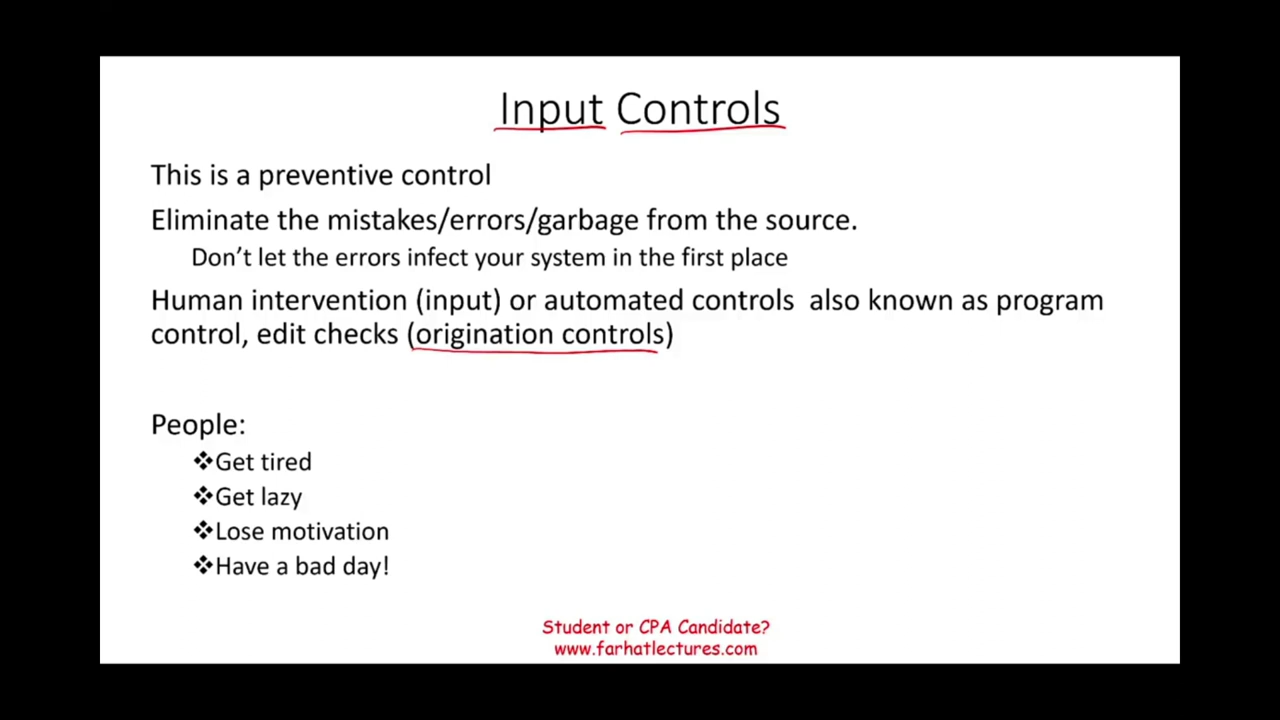 Input Controls
This is a preventive control
Eliminate the mistakes/errors/garbage from the source.
Don’t let the errors infect your system in the first place
Human intervention (input) or automated controls  also known as program
control, edit checks (origination controls)
People:
❖Get tired
❖Get lazy
❖Lose motivation
❖Have a bad day!
Student or CPA Candidate?
www.farhatlectures.com